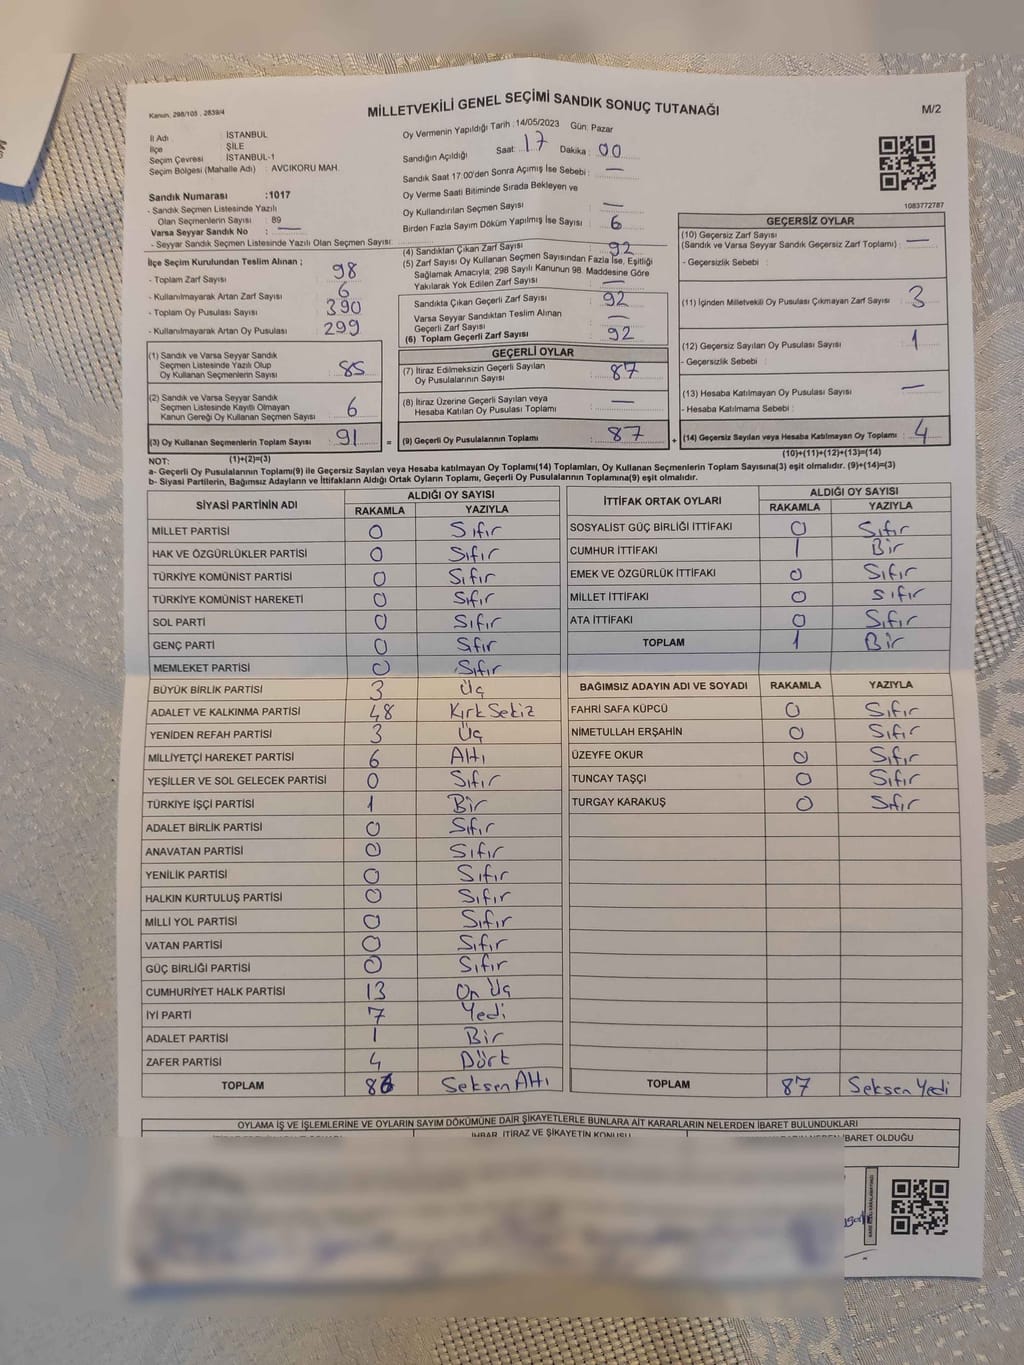 Kanun, 298/105 . 2839/4
MİLLETVEKİLİ GENEL SEÇİMİ SANDIK SONUÇ TUTANAĞI
M/2
İl Adı : İSTANBUL
İlçe : ŞİLE
Seçim Çevresi : İSTANBUL-1
Seçim Bölgesi (Mahalle Adı) : AVCIKORU MAH.
Sandık Numarası :1017
- Sandık Seçmen Listesinde Yazılı
Olan Seçmenlerin Sayısı : 89
Varsa Seyyar Sandık No : —
- Seyyar Sandık Seçmen Listesinde Yazılı Olan Seçmen Sayısı:
Oy Vermenin Yapıldığı Tarih :14/05/2023 Gün: Pazar
Sandığın Açıldığı Saat: 17 Dakika: 00
Sandık Saat 17:00'den Sonra Açımış İse Sebebi : —
Oy Verme Saati Bitiminde Sırada Bekleyen ve
Oy Kullandırılan Seçmen Sayısı —
Birden Fazla Sayım Döküm Yapılmış İse Sayısı : 6
1083772787
İlçe Seçim Kurulundan Teslim Alınan ;
- Toplam Zarf Sayısı : 98
- Kullanılmayarak Artan Zarf Sayısı : 6
- Toplam Oy Pusulası Sayısı : 390
- Kullanılmayarak Artan Oy Pusulası : 299
(1) Sandık ve Varsa Seyyar Sandık
Seçmen Listesinde Yazılı Olup
Oy Kullanan Seçmenlerin Sayısı : 85
(2) Sandık ve Varsa Seyyar Sandık
Seçmen Listesinde Kayıtlı Olmayan
Kanun Gereği Oy Kullanan Seçmen Sayısı : 6
(3) Oy Kullanan Seçmenlerin Toplam Sayısı : 91 =
(1)+(2)=(3)
(4) Sandıktan Çıkan Zarf Sayısı : 92
(5) Zarf Sayısı Oy Kullanan Seçmen Sayısından Fazla İse, Eşitliği
Sağlamak Amacıyla; 298 Sayılı Kanunun 98. Maddesine Göre
Yakılarak Yok Edilen Zarf Sayısı : —
Sandıkta Çıkan Geçerli Zarf Sayısı : 92
Varsa Seyyar Sandıktan Teslim Alınan
Geçerli Zarf Sayısı : —
(6) Toplam Geçerli Zarf Sayısı : 92
GEÇERLİ OYLAR
(7) İtiraz Edilmeksizin Geçerli Sayılan
Oy Pusulalarının Sayısı : 87
(8) İtiraz Üzerine Geçerli Sayılan veya
Hesaba Katılan Oy Pusulası Toplamı : —
(9) Geçerli Oy Pusulalarının Toplamı : 87 +
GEÇERSİZ OYLAR
(10) Geçersiz Zarf Sayısı
(Sandık ve Varsa Seyyar Sandık Geçersiz Zarf Toplamı) : —
- Geçersizlik Sebebi :
(11) İçinden Milletvekili Oy Pusulası Çıkmayan Zarf Sayısı : 3
(12) Geçersiz Sayılan Oy Pusulası Sayısı : 1
- Geçersizlik Sebebi :
(13) Hesaba Katılmayan Oy Pusulası Sayısı : —
- Hesaba Katılmama Sebebi :
(14) Geçersiz Sayılan veya Hesaba Katılmayan Oy Toplamı : 4
(10)+(11)+(12)+(13)=(14)
NOT:
a- Geçerli Oy Pusulalarının Toplamı(9) ile Geçersiz Sayılan veya Hesaba katılmayan Oy Toplamı(14) Toplamları, Oy Kullanan Seçmenlerin Toplam Sayısına(3) eşit olmalıdır. (9)+(14)=(3)
b- Siyasi Partilerin, Bağımsız Adayların ve İttifakların Aldığı Ortak Oyların Toplamı, Geçerli Oy Pusulalarının Toplamına(9) eşit olmalıdır.
SİYASİ PARTİNİN ADI ALDIĞI OY SAYISI
RAKAMLA YAZIYLA
MİLLET PARTİSİ 0 Sıfır
HAK VE ÖZGÜRLÜKLER PARTİSİ 0 Sıfır
TÜRKİYE KOMÜNİST PARTİSİ 0 Sıfır
TÜRKİYE KOMÜNİST HAREKETİ 0 Sıfır
SOL PARTİ 0 Sıfır
GENÇ PARTİ 0 Sıfır
MEMLEKET PARTİSİ 0 Sıfır
BÜYÜK BİRLİK PARTİSİ 3 Üç
ADALET VE KALKINMA PARTİSİ 48 Kırk Sekiz
YENİDEN REFAH PARTİSİ 3 Üç
MİLLİYETÇİ HAREKET PARTİSİ 6 Altı
YEŞİLLER VE SOL GELECEK PARTİSİ 0 Sıfır
TÜRKİYE İŞÇİ PARTİSİ 1 Bir
ADALET BİRLİK PARTİSİ 0 Sıfır
ANAVATAN PARTİSİ 0 Sıfır
YENİLİK PARTİSİ 0 Sıfır
HALKIN KURTULUŞ PARTİSİ 0 Sıfır
MİLLİ YOL PARTİSİ 0 Sıfır
VATAN PARTİSİ 0 Sıfır
GÜÇ BİRLİĞİ PARTİSİ 0 Sıfır
CUMHURİYET HALK PARTİSİ 13 On Üç
İYİ PARTİ 7 Yedi
ADALET PARTİSİ 1 Bir
ZAFER PARTİSİ 4 Dört
TOPLAM 86 Seksen Altı
İTTİFAK ORTAK OYLARI ALDIĞI OY SAYISI
RAKAMLA YAZIYLA
SOSYALİST GÜÇ BİRLİĞİ İTTİFAKI 0 Sıfır
CUMHUR İTTİFAKI 1 Bir
EMEK VE ÖZGÜRLÜK İTTİFAKI 0 Sıfır
MİLLET İTTİFAKI 0 sıfır
ATA İTTİFAKI 0 Sıfır
TOPLAM 1 Bir
BAĞIMSIZ ADAYIN ADI VE SOYADI RAKAMLA YAZIYLA
FAHRİ SAFA KÜPCÜ 0 Sıfır
NİMETULLAH ERŞAHİN 0 Sıfır
ÜZEYFE OKUR 0 Sıfır
TUNCAY TAŞÇI 0 Sıfır
TURGAY KARAKUŞ 0 Sıfır
TOPLAM 87 Seksen Yedi
OYLAMA İŞ VE İŞLEMLERİNE VE OYLARIN SAYIM DÖKÜMÜNE DAİR ŞİKAYETLERLE BUNLARA AİT KARARLARIN NELERDEN İBARET BULUNDUKLARI
İHBAR, İTİRAZ VE ŞİKAYETİN KONUSU
İBARET OLDUĞU